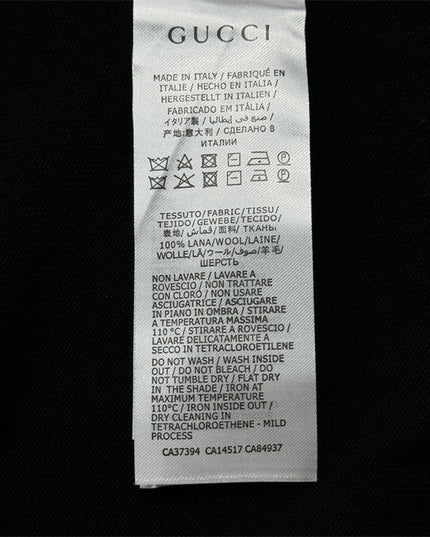 GUCCI
MADE IN ITALY / FABRIQUÉ EN
ITALIE / HECHO EN ITALIA /
HERGESTELLT IN ITALIEN /
FABRICADO EM ITÁLIA /
イタリア製 / صنع في إيطاليا /
产地:意大利 / СДЕЛАНО В
ИТАЛИИ
TESSUTO/FABRIC/TISSU/
TEJIDO/GEWEBE/TECIDO/
表地/قماش/面料/ ТКАНЬ
100% LANA/WOOL/LAINE/
WOLLE/LÃ/ウール/صوف/羊毛/
ШЕРСТЬ
NON LAVARE / LAVARE A
ROVESCIO / NON TRATTARE
CON CLORO / NON USARE
ASCIUGATRICE / ASCIUGARE
IN PIANO IN OMBRA / STIRARE
A TEMPERATURA MASSIMA
110°C / STIRARE A ROVESCIO /
LAVARE DELICATAMENTE A
SECCO IN TETRACLOROETILENE
DO NOT WASH / WASH INSIDE
OUT / DO NOT BLEACH / DO
NOT TUMBLE DRY / FLAT DRY
IN THE SHADE / IRON AT
MAXIMUM TEMPERATURE
110°C / IRON INSIDE OUT /
DRY CLEANING IN
TETRACHLOROETHENE - MILD
PROCESS
CA37394 CA14517 CA84937